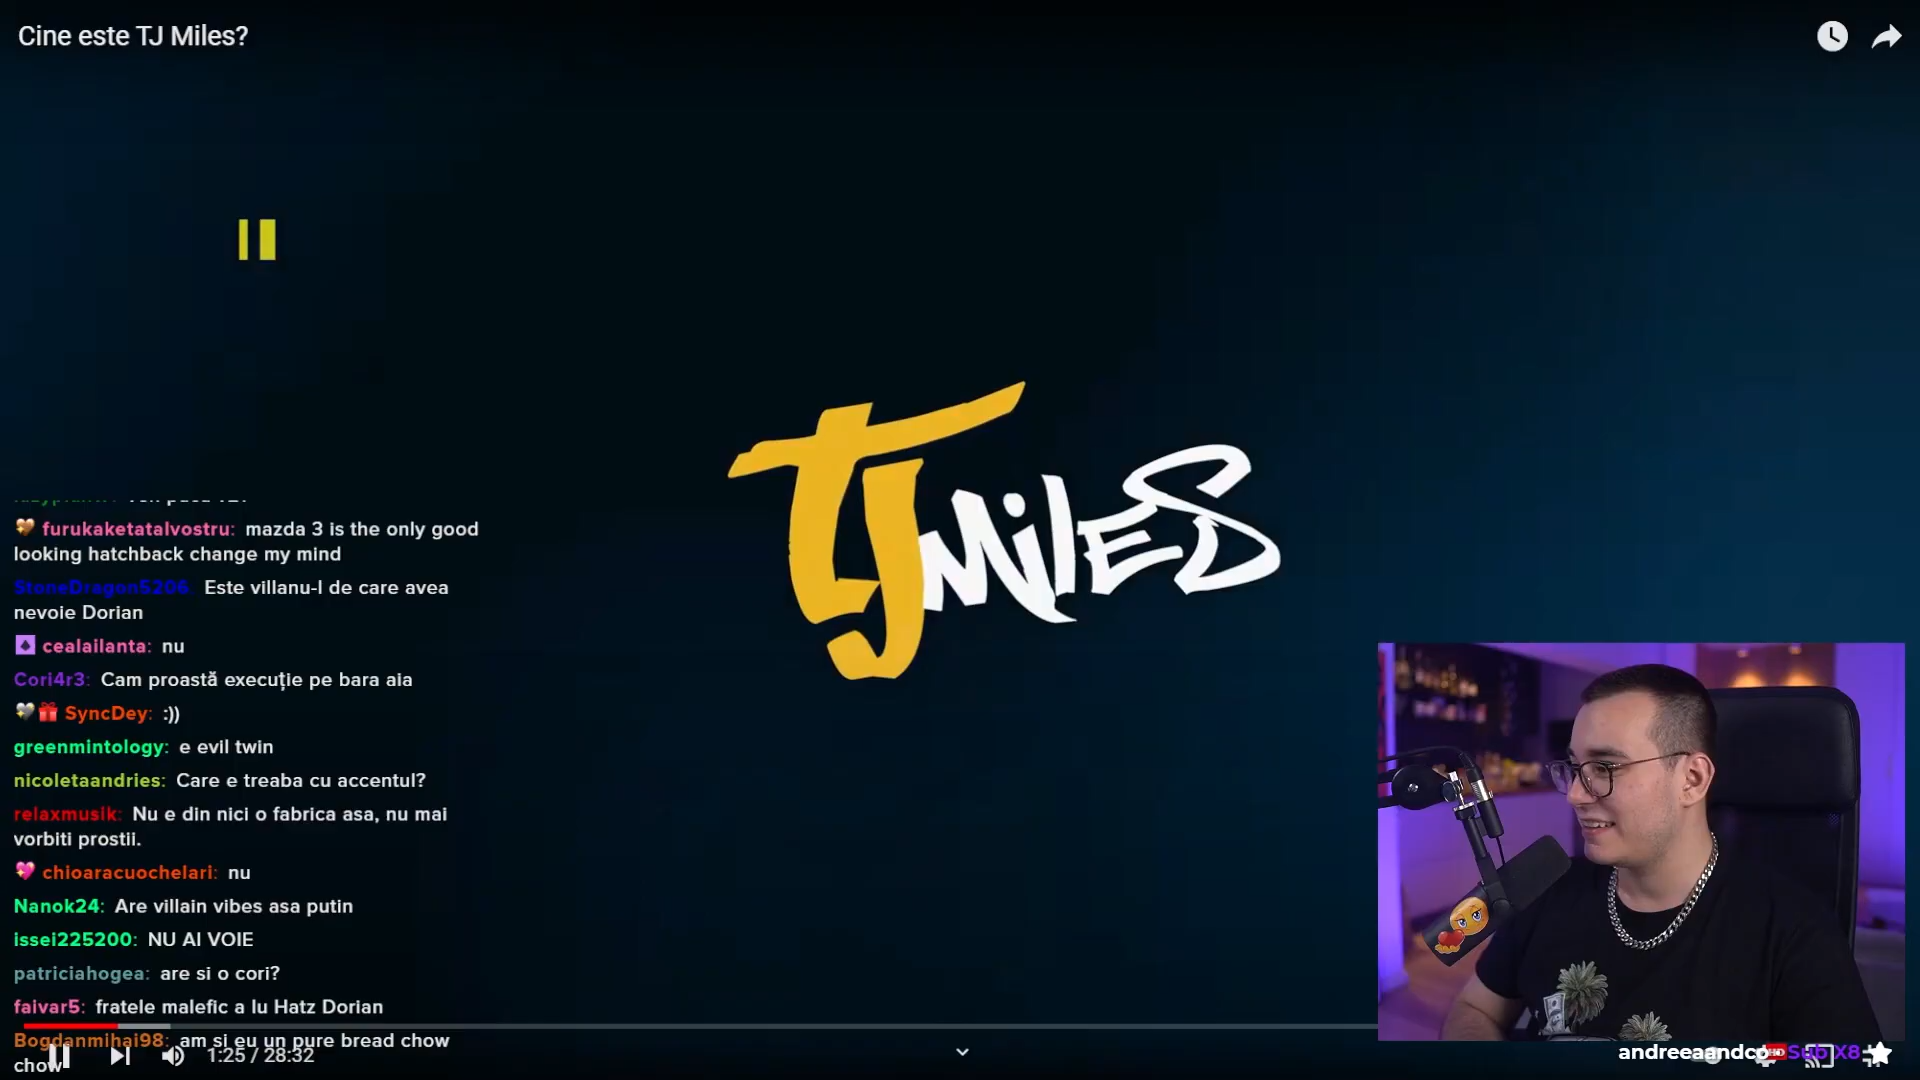 Cine este TJ Miles?
TJ Miles
furukaketatalvostru: mazda 3 is the only good
looking hatchback change my mind
StoneDragon5206: Este villanu-l de care avea
nevoie Dorian
cealailanta: nu
Cori4r3: Cam proastă execuție pe bara aia
SyncDey: :))
greenmintology: e evil twin
nicoletaandries: Care e treaba cu accentul?
relaxmusik: Nu e din nici o fabrica asa, nu mai
vorbiti prostii.
chioaracuochelari: nu
Nanok24: Are villain vibes asa putin
issei225200: NU AI VOIE
patriciahogea: are si o cori?
faivar5: fratele malefic a lu Hatz Dorian
Bogdanmihai98: am si eu un pure bread chow
chow
1:25 / 28:32
andreeaandco Sub X8
HD